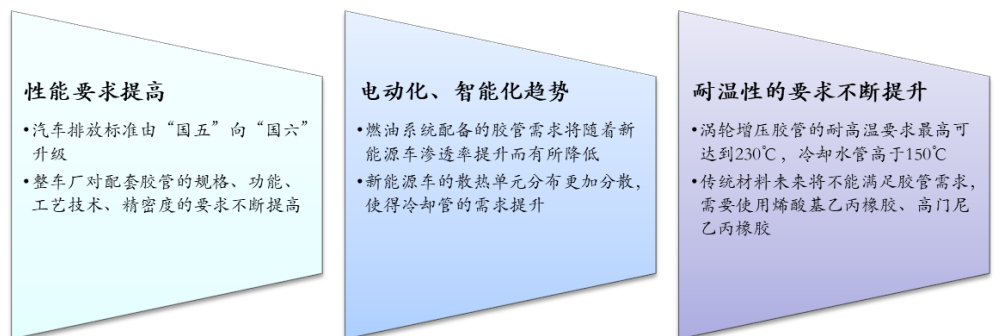 性能要求提高
•汽车排放标准由“国五”向“国六”
升级
•整车厂对配套胶管的规格、功能、
工艺技术、精密度的要求不断提高
电动化、智能化趋势
•燃油系统配备的胶管需求将随着新
能源车渗透率提升而有所降低
•新能源车的散热单元分布更加分散，
使得冷却管的需求提升
耐温性的要求不断提升
•涡轮增压胶管的耐高温要求最高可
达到230℃，冷却水管高于150℃
•传统材料未来将不能满足胶管需求，
需要使用烯酸基乙丙橡胶、高门尼
乙丙橡胶